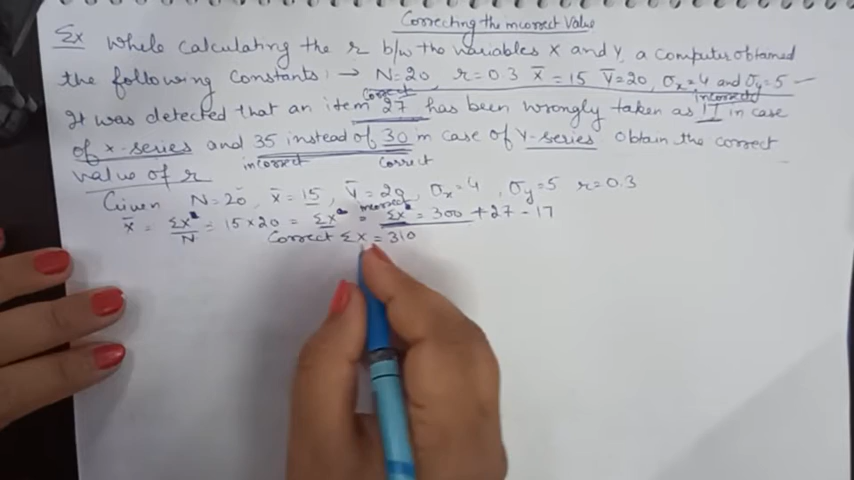 Correcting the incorrect Value
Ex While calculating the r b/w the variables X and Y, a computer obtained
the following constants: → N=20 r=0.3 X̅=15 Y̅=20, σx=4 and σy=5
correct incorrect
It was detected that an item 27 has been wrongly taken as 17 in case
of x-series and 35 instead of 30 in case of Y-series obtain the correct
incorrect correct
value of r
Given N=20, x̅=15, Y̅=20, σx=4, σy=5 r=0.3
incorrect
x̅ = Σx/N = 15×20 = Σx = Σx = 300 + 27 - 17
Correct Σx = 310